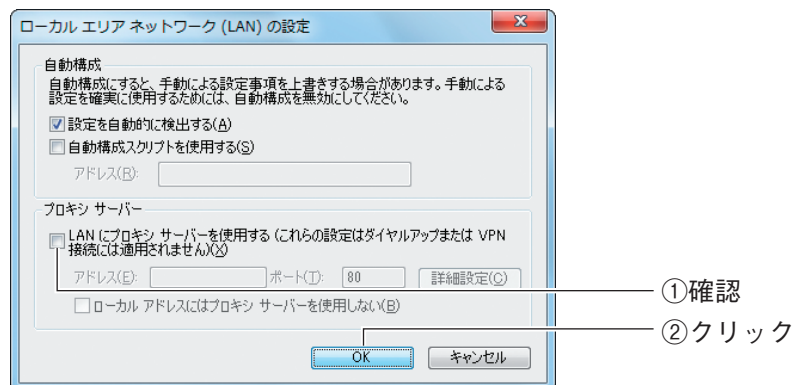 ローカル エリア ネットワーク (LAN) の設定
自動構成
自動構成にすると、手動による設定事項を上書きする場合があります。手動による
設定を確実に使用するためには、自動構成を無効にしてください。
設定を自動的に検出する(A)
自動構成スクリプトを使用する(S)
アドレス(R):
プロキシ サーバー
LAN にプロキシ サーバーを使用する (これらの設定はダイヤルアップまたは VPN
接続には適用されません)(X)
アドレス(E): ポート(T): 80 詳細設定(C)
ローカル アドレスにはプロキシ サーバーを使用しない(B)
①確認
②クリック
OK キャンセル